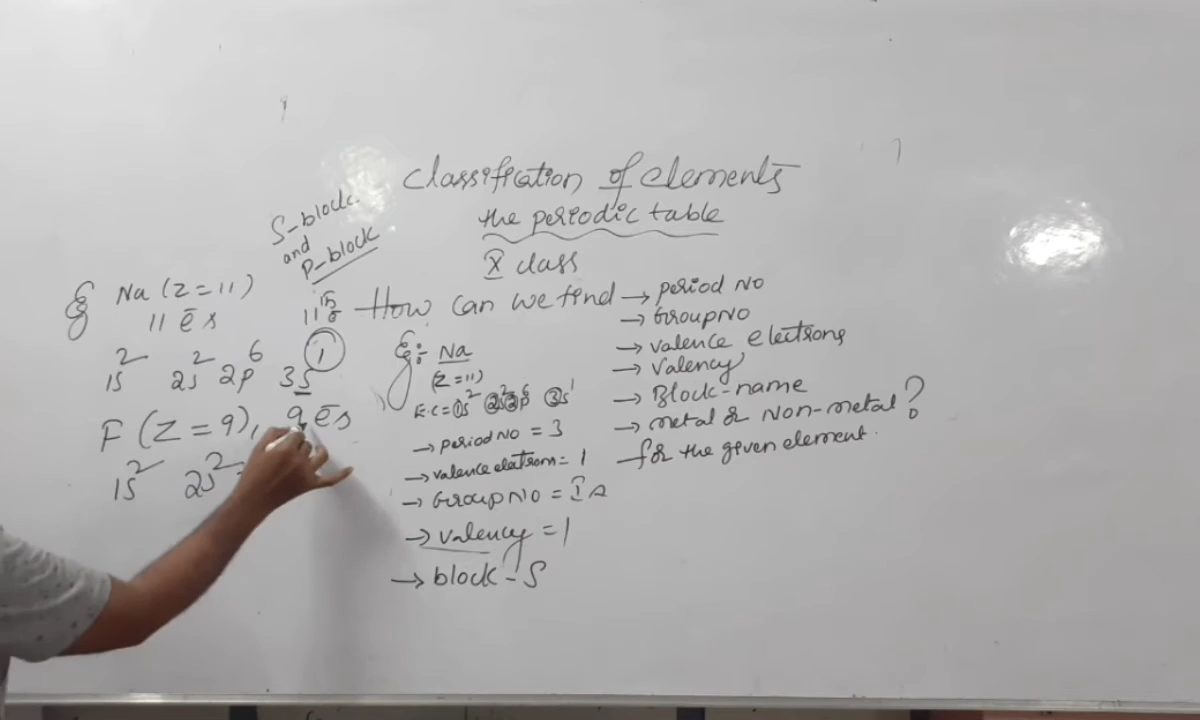 Classification of elements
the periodic table
X class
S-block
and
P-block
Eg Na (Z=11)
11 ēs
1s² 2s² 2p⁶ 3s¹
F (Z=9), 9 ēs
1s² 2s²
How can we find → period No
→ Group No
→ valence electrons
→ Valency
→ Block-name
→ metal & Non-metal?
for the given element.
Eg:- Na
(Z=11)
E.C = 1s² 2s² 2p⁶ 3s¹
→ period No = 3
→ valence elatrom = 1
→ Group No = I A
→ valency = 1
→ block - S